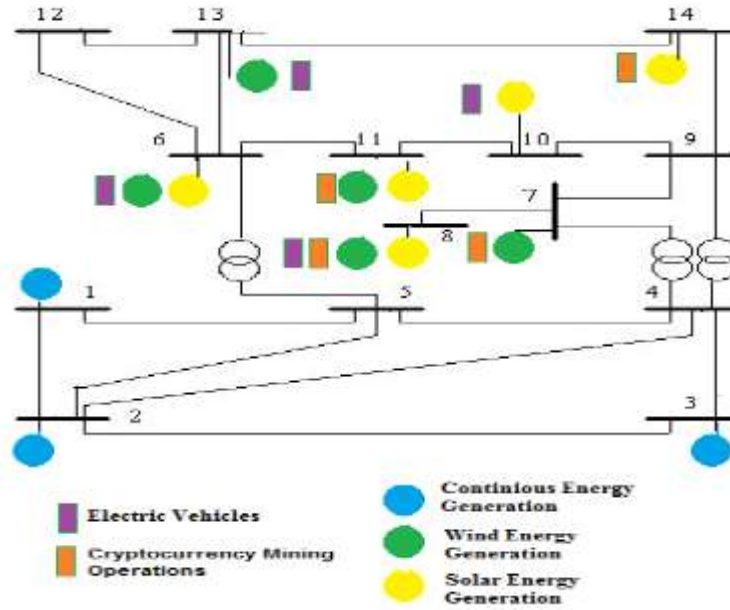 12
13
14
6
11
10
9
7
8
1
5
4
2
3
Electric Vehicles
Cryptocurrency Mining
Operations
Continious Energy
Generation
Wind Energy
Generation
Solar Energy
Generation